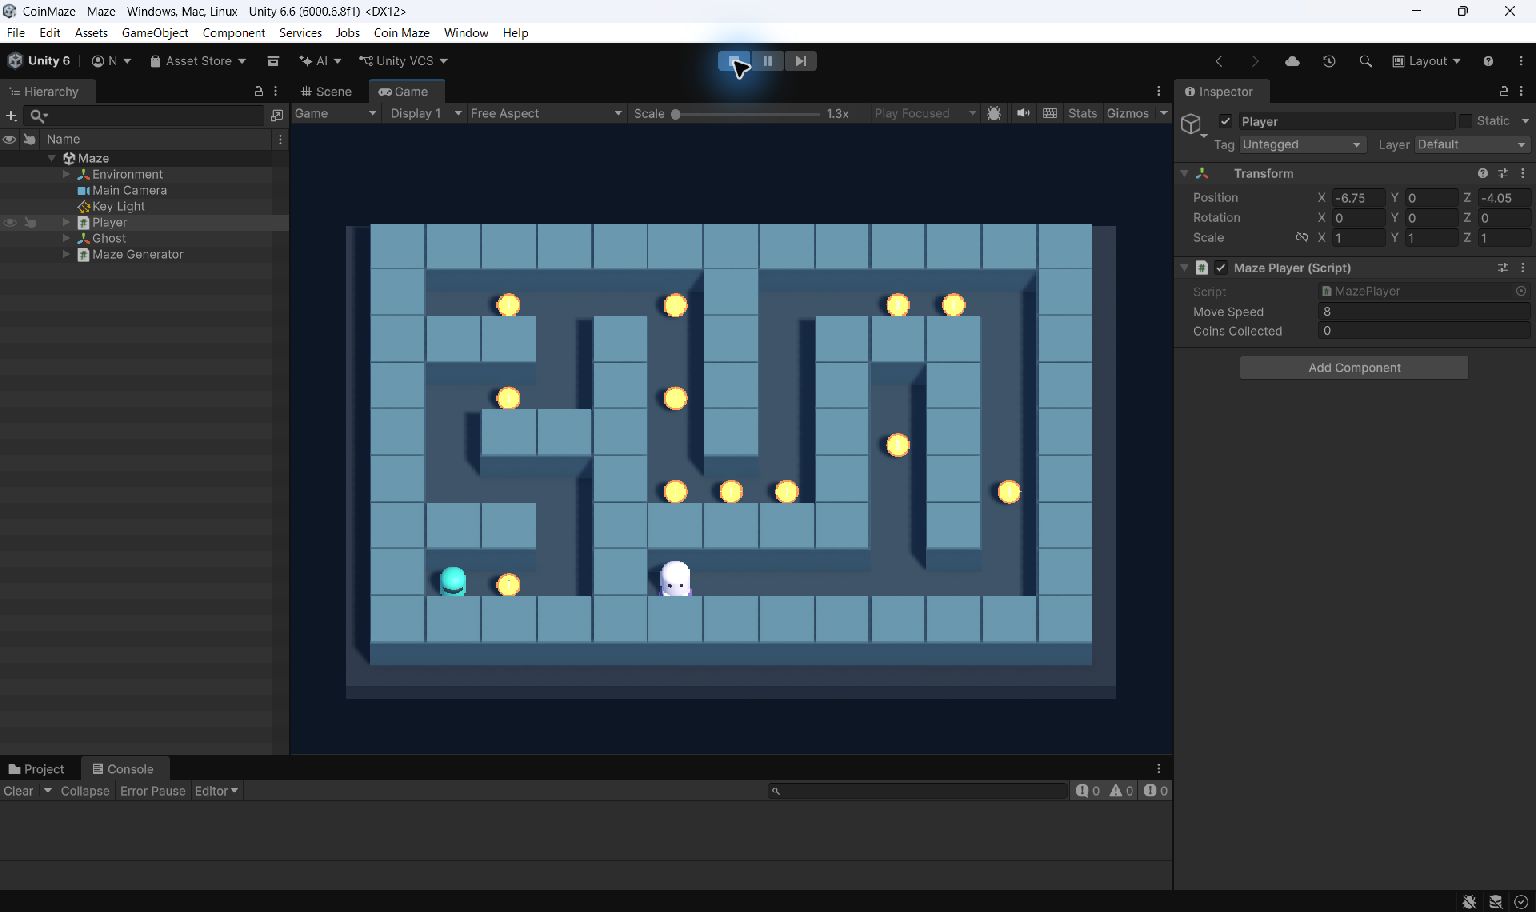 CoinMaze - Maze - Windows, Mac, Linux - Unity 6.6 (6000.6.8f1) <DX12>
File Edit Assets GameObject Component Services Jobs Coin Maze Window Help
Unity 6 N Asset Store AI Unity VCS Layout
Hierarchy
Scene Game
Inspector
Game Display 1 Free Aspect Scale 1.3x Play Focused Stats Gizmos
Name
Maze
Environment
Main Camera
Key Light
Player
Ghost
Maze Generator
Player Static
Tag Untagged Layer Default
Transform
Position X -6.75 Y 0 Z -4.05
Rotation X 0 Y 0 Z 0
Scale X 1 Y 1 Z 1
Maze Player (Script)
Script MazePlayer
Move Speed 8
Coins Collected 0
Add Component
Project Console
Clear Collapse Error Pause Editor 0 0 0